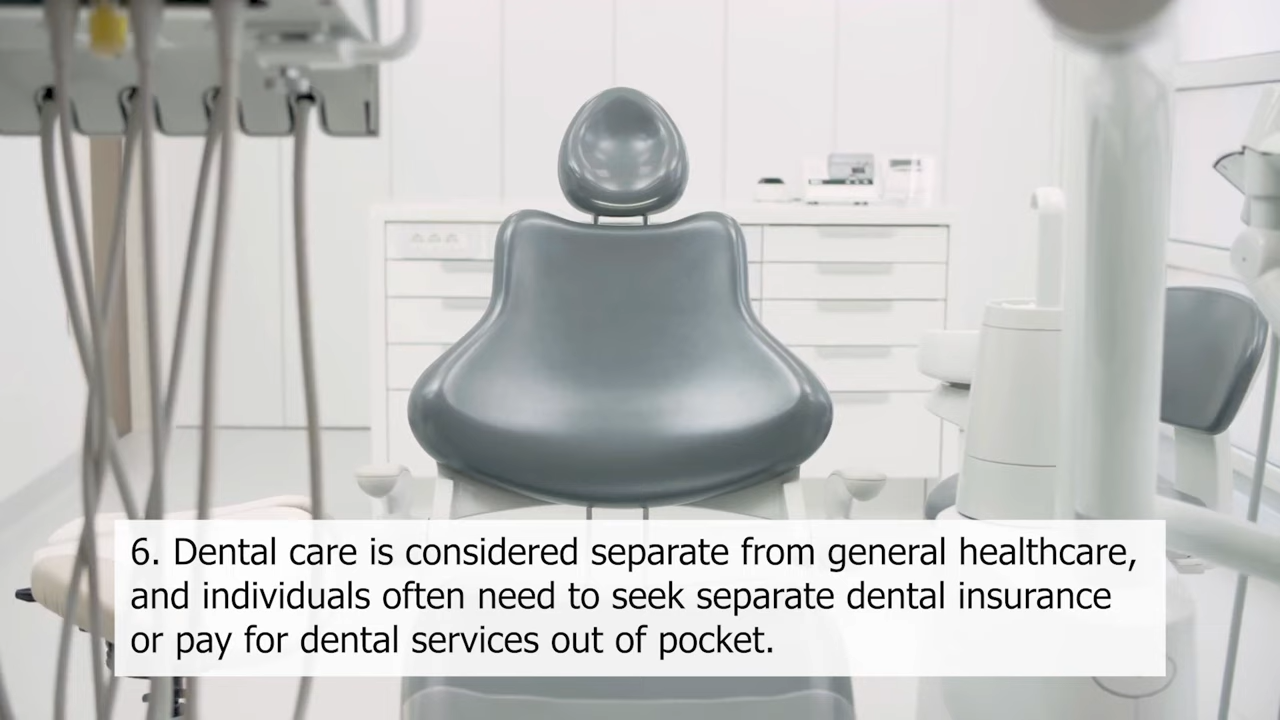 6. Dental care is considered separate from general healthcare,
and individuals often need to seek separate dental insurance
or pay for dental services out of pocket.